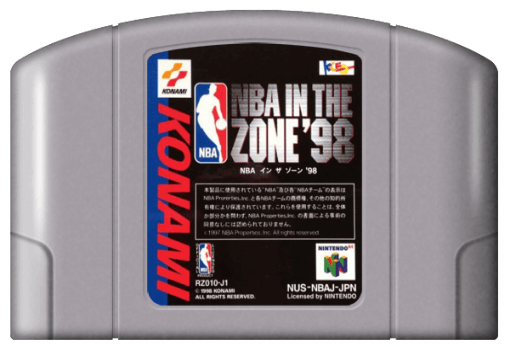 KONAMI
KCEO
KONAMI
NBA
NBA IN THE
ZONE '98
NBA イン ザ ゾーン '98
本製品に使用されている"NBA"及び各"NBAチーム"の表示は
NBA Properties, Inc. と各NBAチームの商標権、その他の知的所
有権により保護されています。これらを使用することは、全体
か部分かを問わず、NBA Properties, Inc. の書面による事前の
同意なしには認められておりません。
©1997 NBA Properties, Inc. All rights reserved
RZ010-J1
© 1998 KONAMI
ALL RIGHTS RESERVED.
NINTENDO64
NUS-NBAJ-JPN
Licensed by NINTENDO